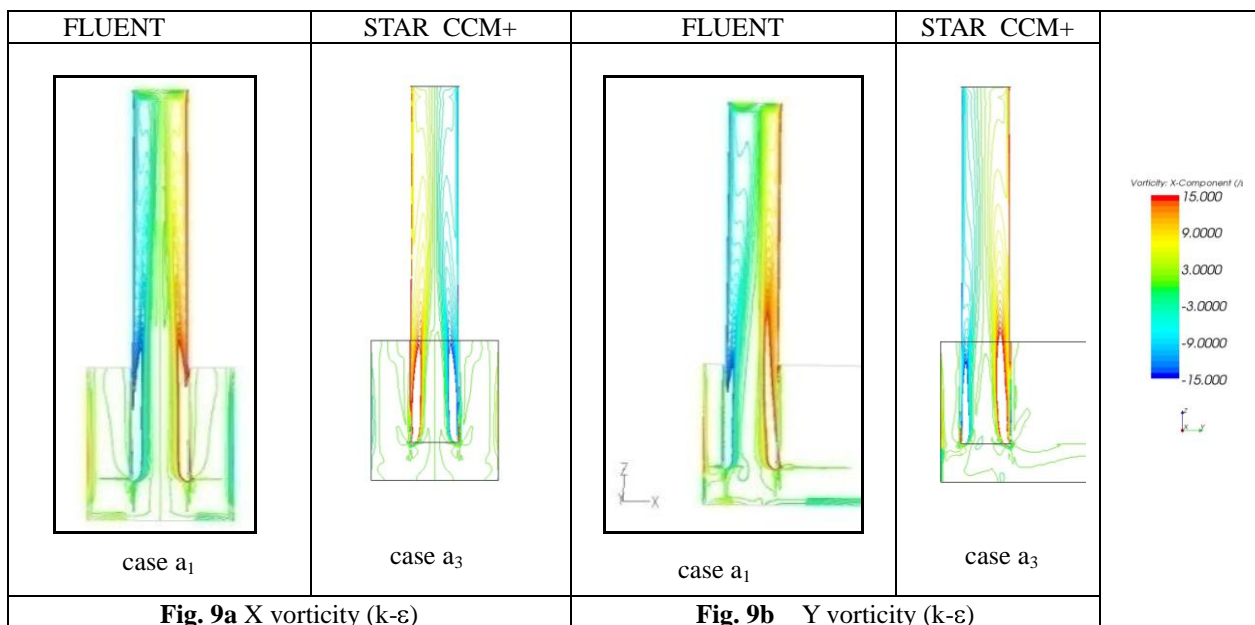 FLUENT
STAR CCM+
FLUENT
STAR CCM+
case a₁
case a₃
Z
X
case a₁
case a₃
Vorticity: X-Component (/s
15.000
9.0000
3.0000
-3.0000
-9.0000
-15.000
z
x
y
Fig. 9a X vorticity (k-ε)
Fig. 9b Y vorticity (k-ε)